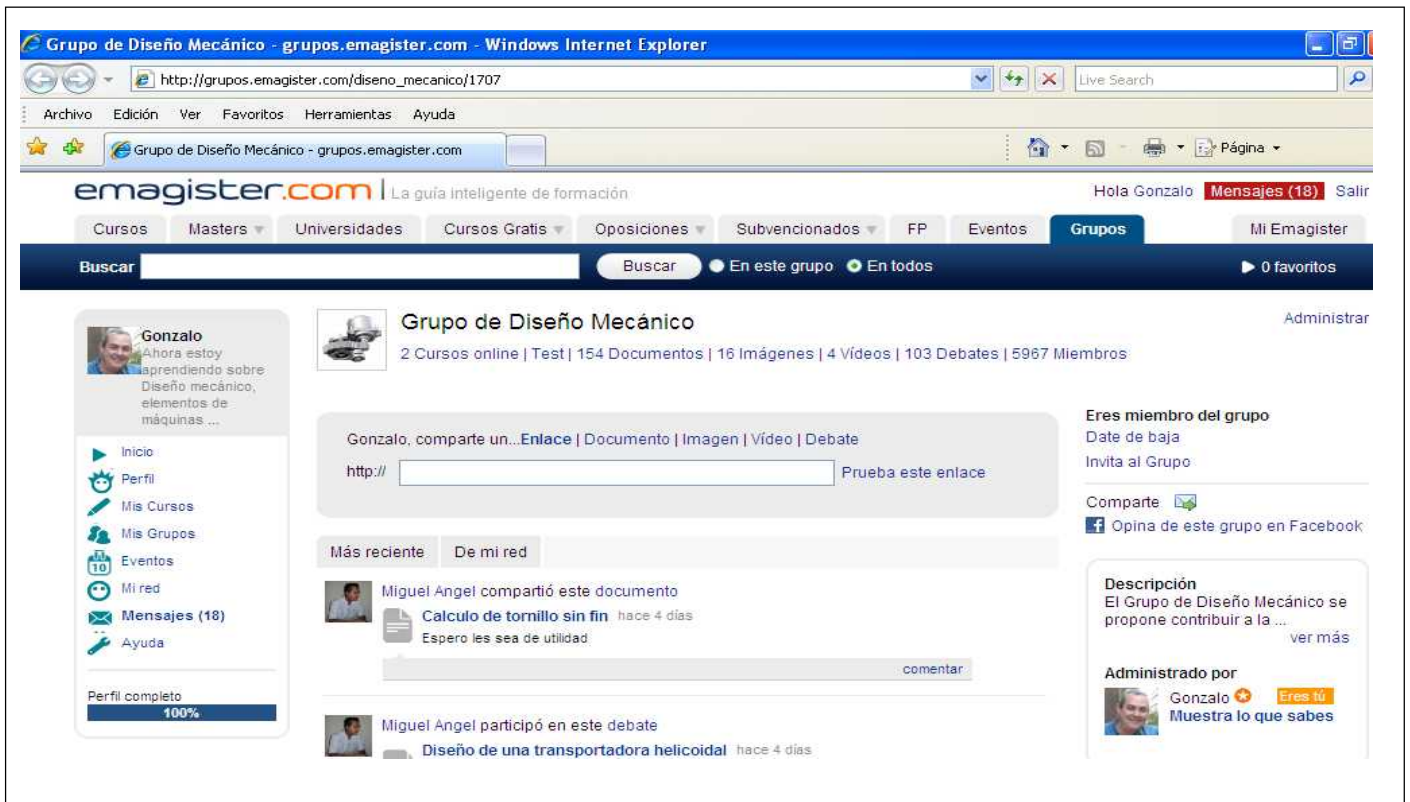 Grupo de Diseño Mecánico - grupos.emagister.com - Windows Internet Explorer
http://grupos.emagister.com/diseno_mecanico/1707
Live Search
Archivo Edición Ver Favoritos Herramientas Ayuda
Grupo de Diseño Mecánico - grupos.emagister.com
Página
emagister.com | La guía inteligente de formación
Hola Gonzalo Mensajes (18) Salir
Cursos Masters Universidades Cursos Gratis Oposiciones Subvencionados FP Eventos Grupos Mi Emagister
Buscar Buscar En este grupo En todos 0 favoritos
Gonzalo
Ahora estoy
aprendiendo sobre
Diseño mecánico,
elementos de
máquinas ...
Inicio
Perfil
Mis Cursos
Mis Grupos
10 Eventos
Mi red
Mensajes (18)
Ayuda
Perfil completo
100%
Grupo de Diseño Mecánico
2 Cursos online | Test | 154 Documentos | 16 Imágenes | 4 Vídeos | 103 Debates | 5967 Miembros
Administrar
Gonzalo, comparte un...Enlace | Documento | Imagen | Vídeo | Debate
http:// Prueba este enlace
Más reciente De mi red
Miguel Angel compartió este documento
Calculo de tornillo sin fin hace 4 días
Espero les sea de utilidad
comentar
Miguel Angel participó en este debate
Diseño de una transportadora helicoidal hace 4 días
Eres miembro del grupo
Date de baja
Invita al Grupo
Comparte
f Opina de este grupo en Facebook
Descripción
El Grupo de Diseño Mecánico se
propone contribuir a la ...
ver más
Administrado por
Gonzalo Eres tú
Muestra lo que sabes